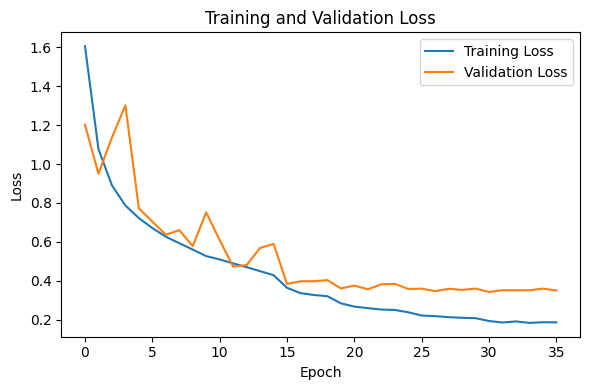 Training and Validation Loss
Training Loss
Validation Loss
1.6
1.4
1.2
1.0
0.8
0.6
0.4
0.2
Loss
0 5 10 15 20 25 30 35
Epoch